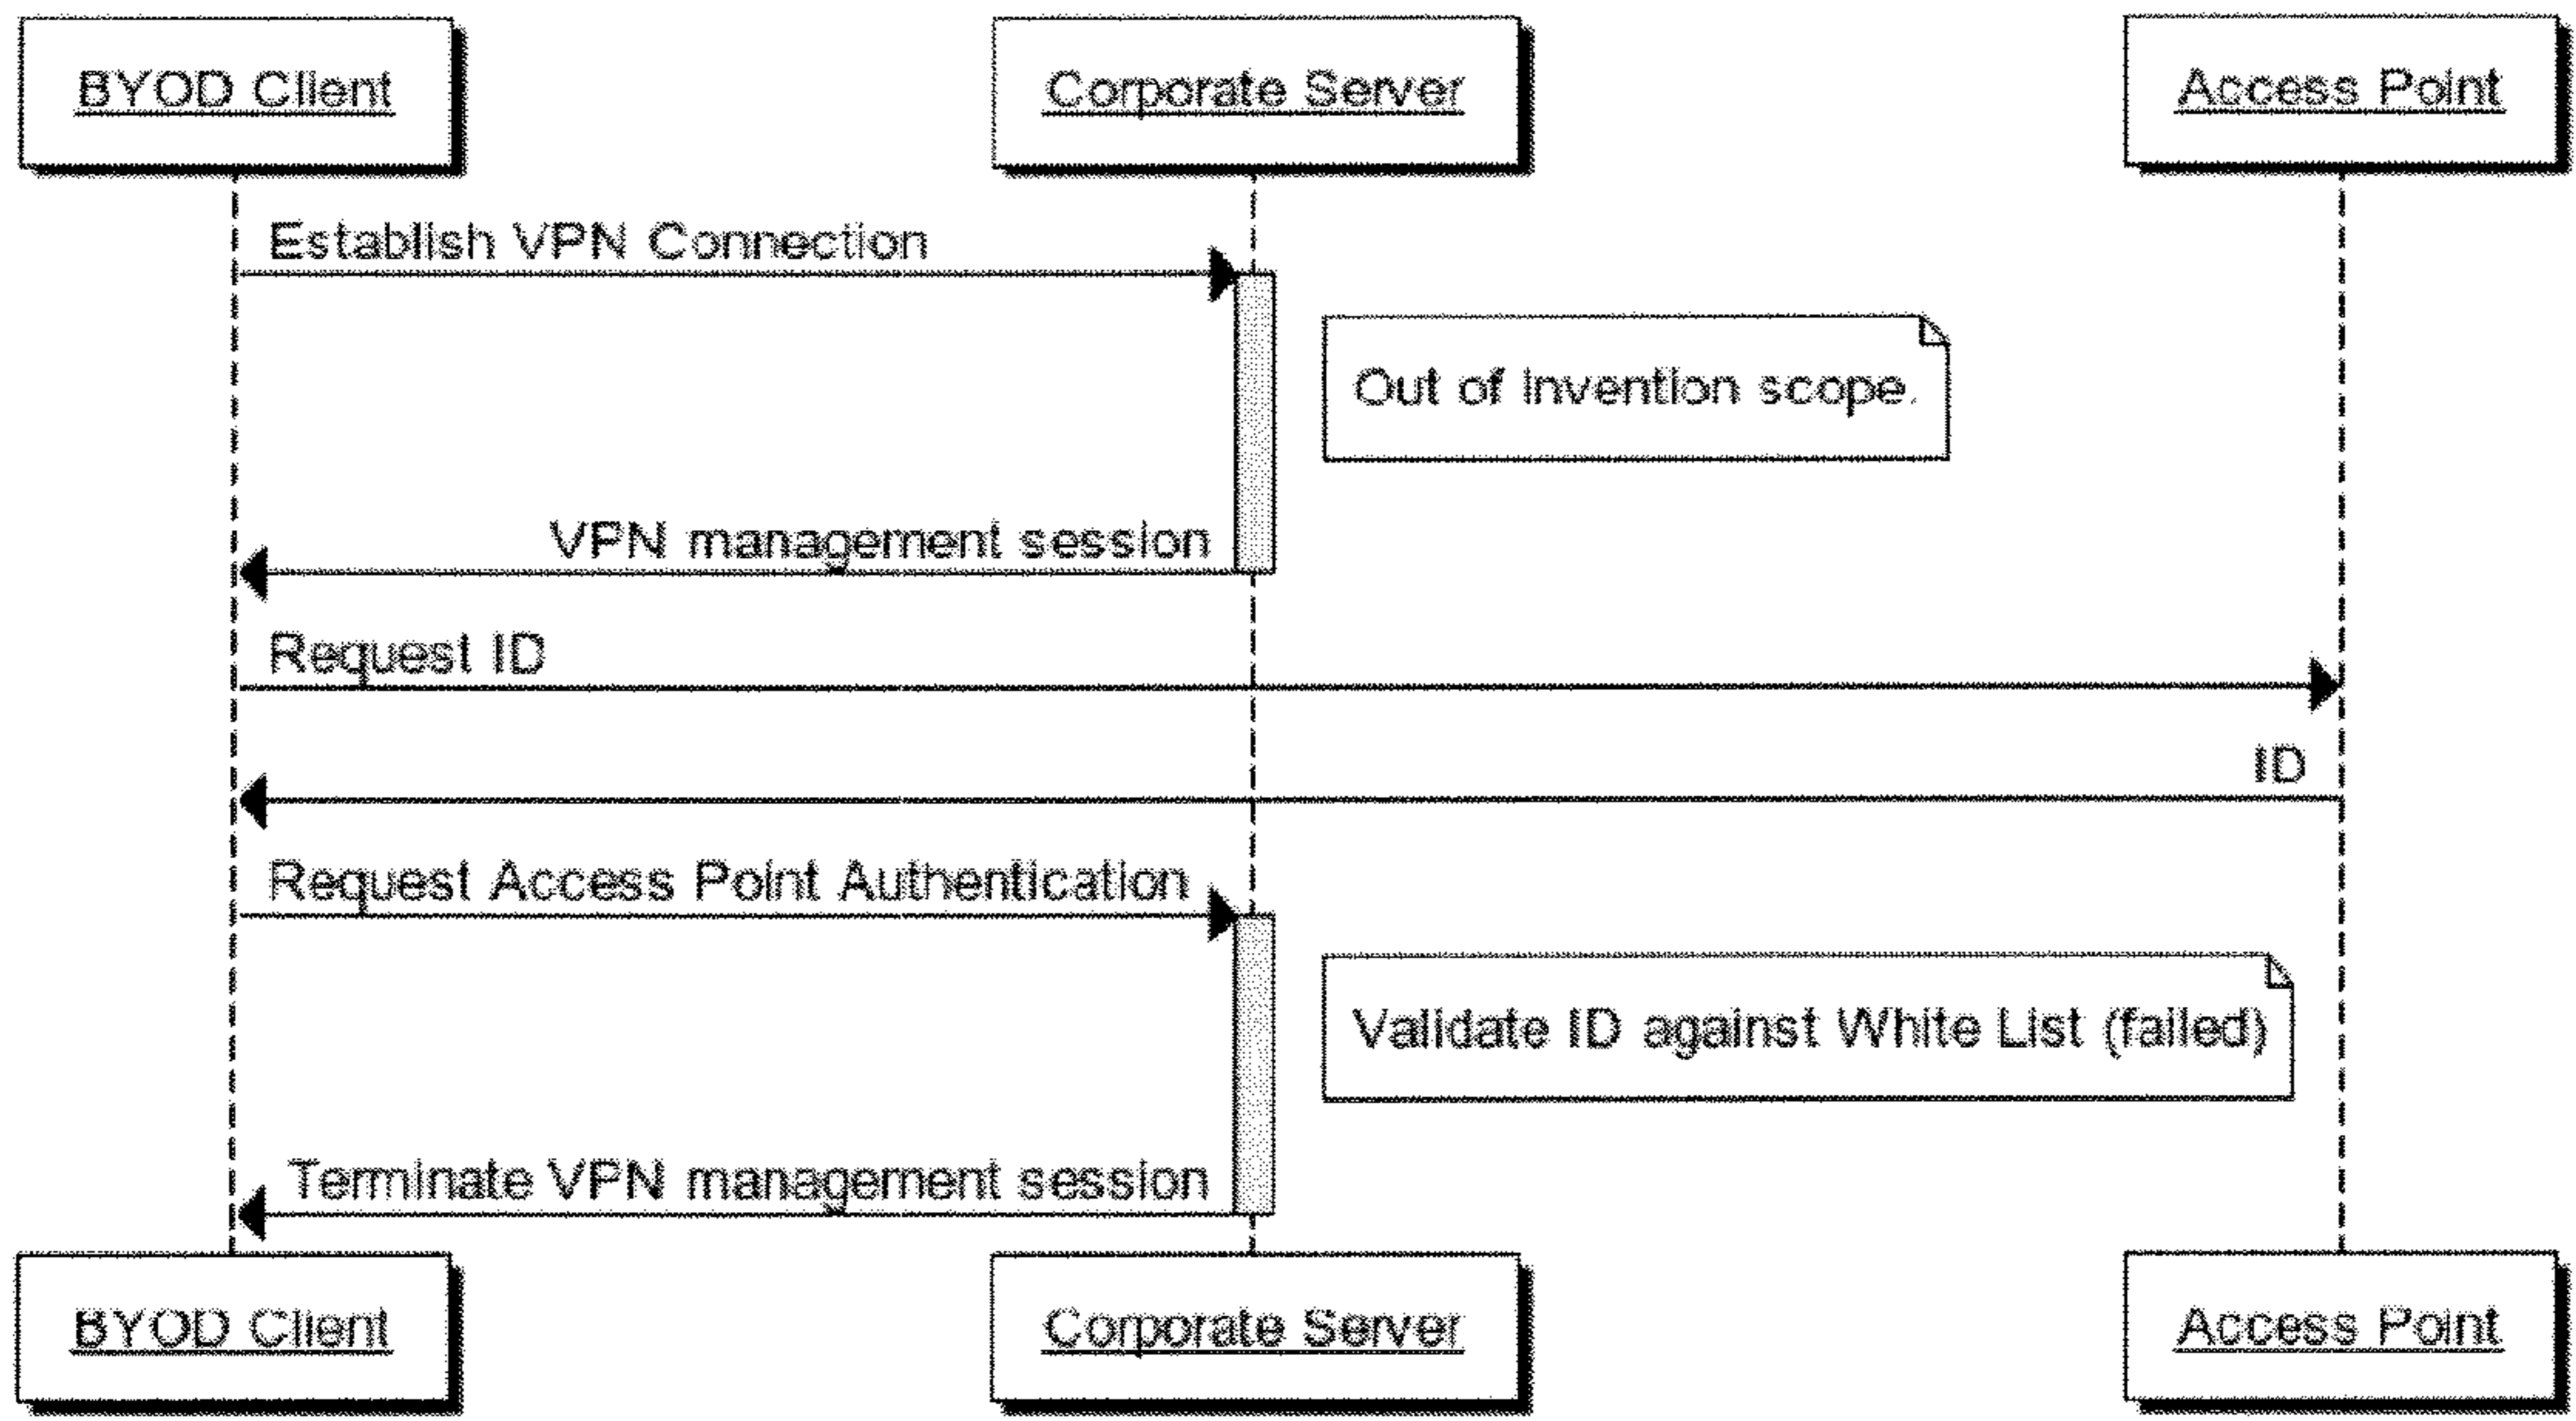 BYOD Client
Corporate Server
Access Point
Establish VPN Connection
Out of invention scope.
VPN management session
Request ID
ID
Request Access Point Authentication
Validate ID against White List (failed)
Terminate VPN management session
BYOD Client
Corporate Server
Access Point